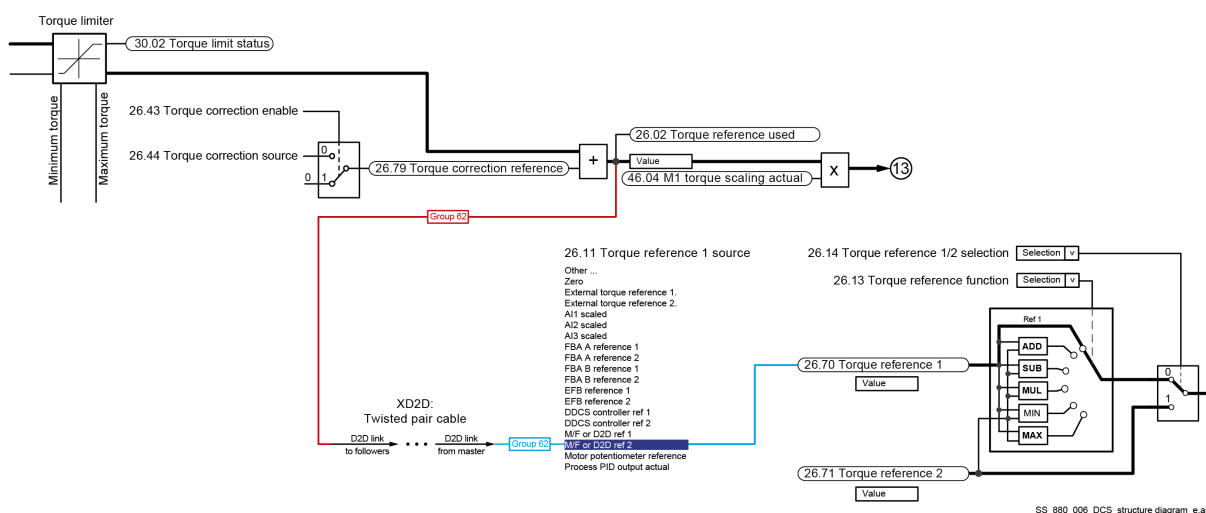 Torque limiter
30.02 Torque limit status
Minimum torque
Maximum torque
26.43 Torque correction enable
26.44 Torque correction source
0
0
1
26.79 Torque correction reference
+
26.02 Torque reference used
Value
46.04 M1 torque scaling actual
x
13
Group 62
26.11 Torque reference 1 source
Other ...
Zero
External torque reference 1.
External torque reference 2.
AI1 scaled
AI2 scaled
AI3 scaled
FBA A reference 1
FBA A reference 2
FBA B reference 1
FBA B reference 2
EFB reference 1
EFB reference 2
DDCS controller ref 1
DDCS controller ref 2
M/F or D2D ref 1
M/F or D2D ref 2
Motor potentiometer reference
Process PID output actual
XD2D:
Twisted pair cable
D2D link
to followers
D2D link
from master
Group 62
26.14 Torque reference 1/2 selection
Selection v
26.13 Torque reference function
Selection v
26.70 Torque reference 1
Value
Ref 1
ADD
SUB
MUL
MIN
MAX
0
1
26.71 Torque reference 2
Value
SS_880_006_DCS_structure diagram_e.a